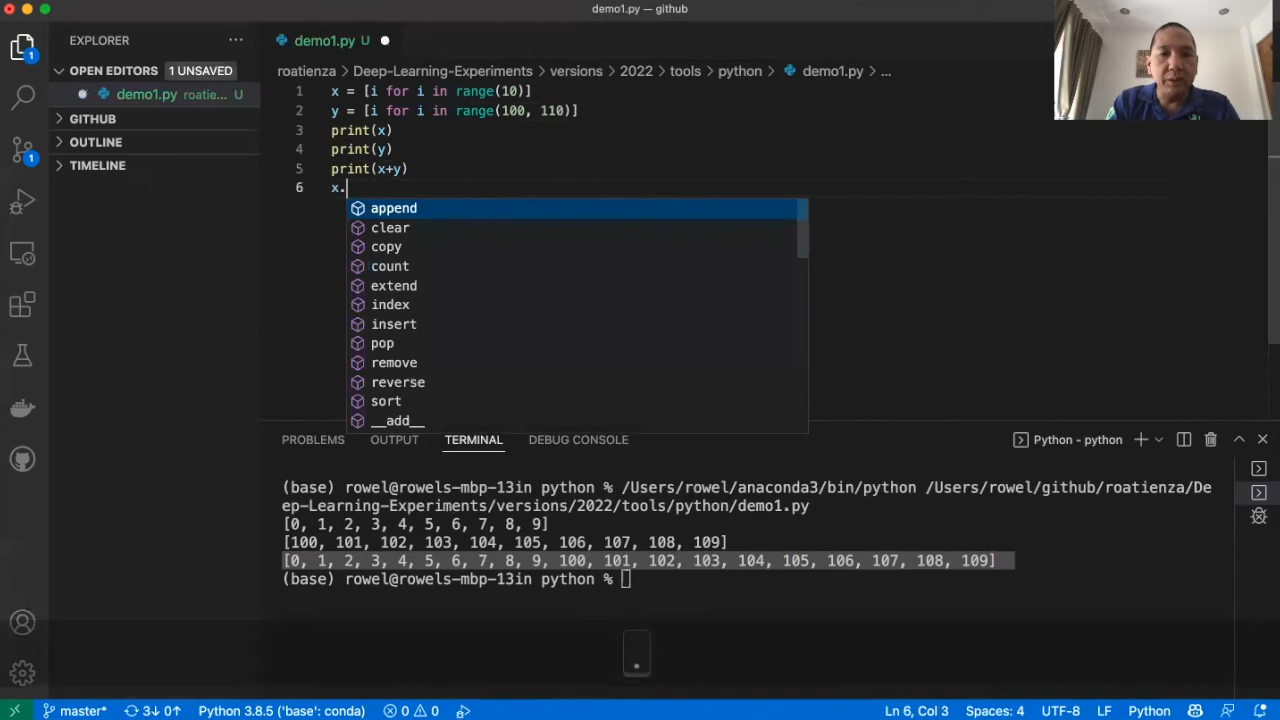 demo1.py — github
EXPLORER ···
demo1.py U
OPEN EDITORS 1 UNSAVED
demo1.py roatie... U
GITHUB
OUTLINE
TIMELINE
1
1
roatienza > Deep-Learning-Experiments > versions > 2022 > tools > python > demo1.py > ...
1 x = [i for i in range(10)]
2 y = [i for i in range(100, 110)]
3 print(x)
4 print(y)
5 print(x+y)
6 x.
append
clear
copy
count
extend
index
insert
pop
remove
reverse
sort
__add__
PROBLEMS OUTPUT TERMINAL DEBUG CONSOLE Python - python
(base) rowel@rowels-mbp-13in python % /Users/rowel/anaconda3/bin/python /Users/rowel/github/roatienza/De
ep-Learning-Experiments/versions/2022/tools/python/demo1.py
[0, 1, 2, 3, 4, 5, 6, 7, 8, 9]
[100, 101, 102, 103, 104, 105, 106, 107, 108, 109]
[0, 1, 2, 3, 4, 5, 6, 7, 8, 9, 100, 101, 102, 103, 104, 105, 106, 107, 108, 109]
(base) rowel@rowels-mbp-13in python %
.
master* 3↓ 0↑ Python 3.8.5 ('base': conda) 0 0 Ln 6, Col 3 Spaces: 4 UTF-8 LF Python